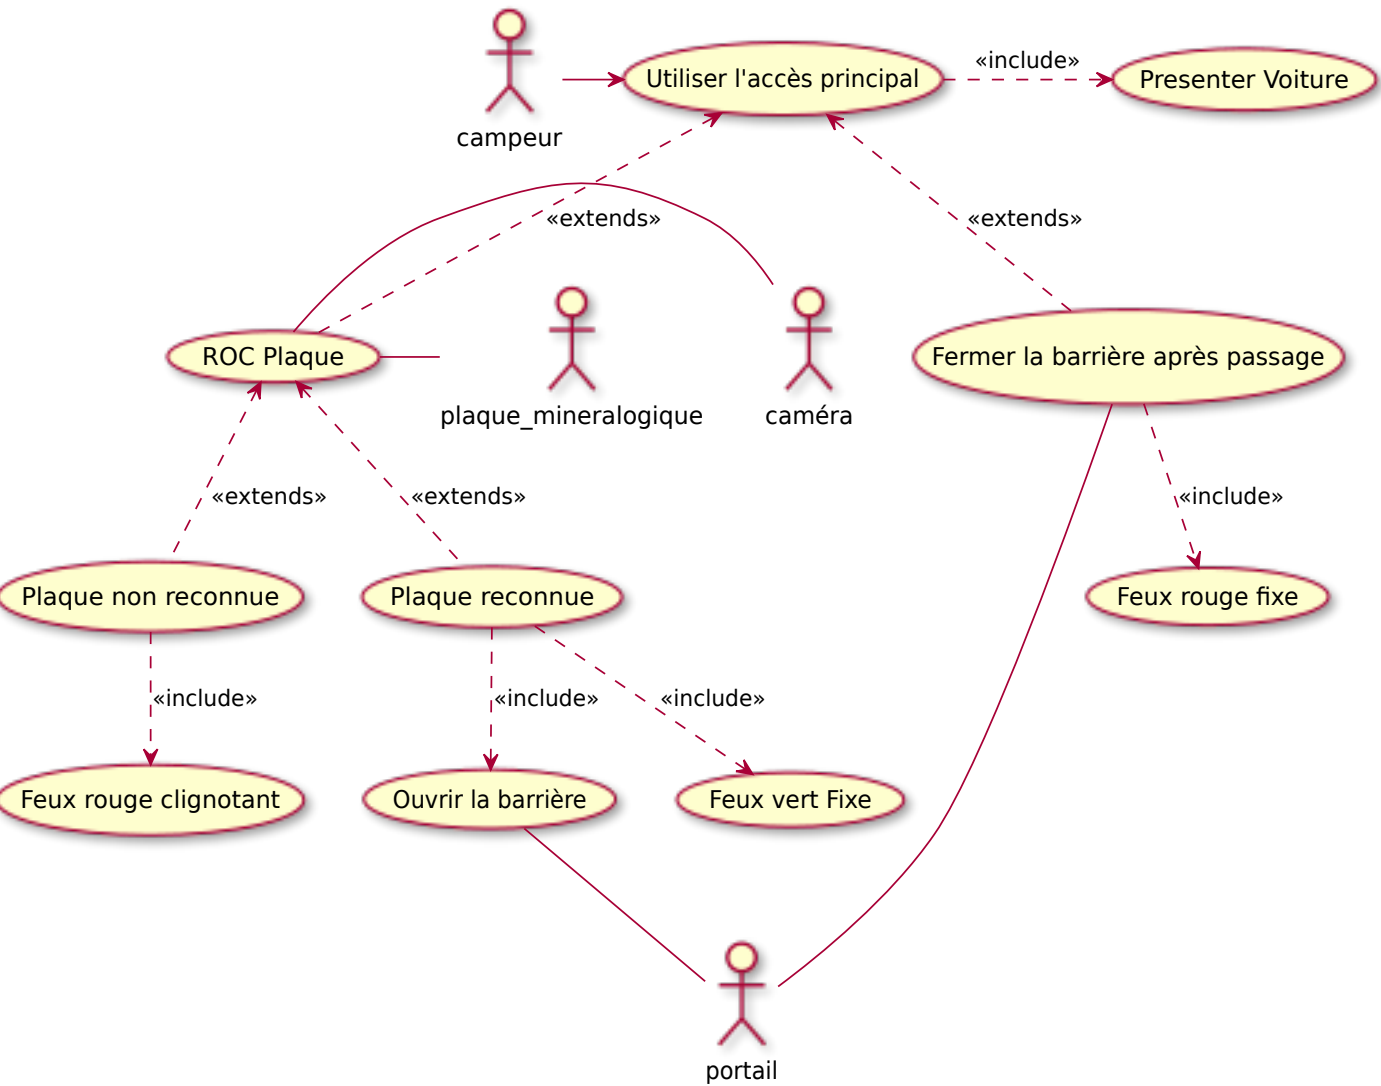 «include»
Utiliser l'accès principal
Presenter Voiture
campeur
«extends»
«extends»
ROC Plaque
Fermer la barrière après passage
plaque_mineralogique
caméra
«extends»
«extends»
«include»
Plaque non reconnue
Plaque reconnue
Feux rouge fixe
«include»
«include»
«include»
Feux rouge clignotant
Ouvrir la barrière
Feux vert Fixe
portail